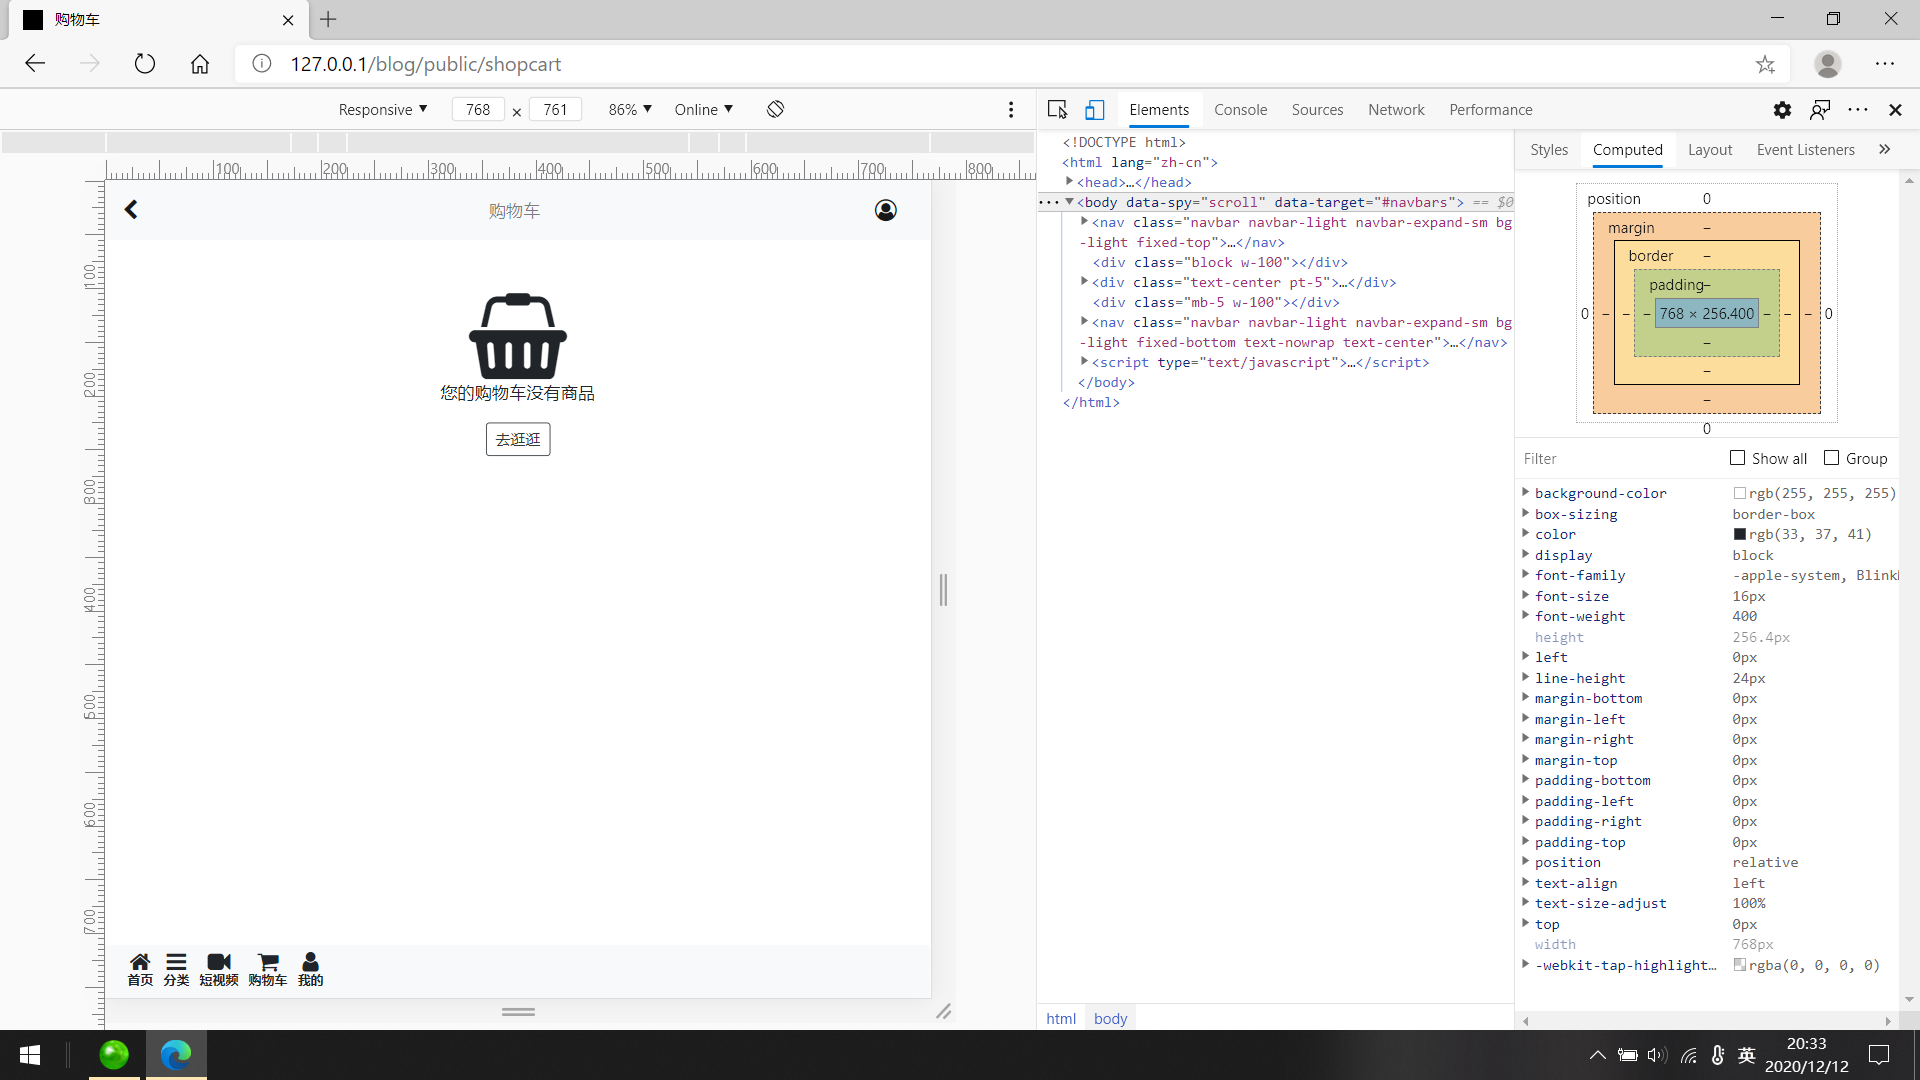 购物车
127.0.0.1/blog/public/shopcart
Responsive 768 × 761 86% Online
Elements Console Sources Network Performance
100 200 300 400 500 600 700 800
100
200
300
400
500
600
700
购物车
您的购物车没有商品
去逛逛
首页 分类 短视频 购物车 我的
<!DOCTYPE html>
<html lang="zh-cn">
<head>…</head>
<body data-spy="scroll" data-target="#navbars"> == $0
<nav class="navbar navbar-light navbar-expand-sm bg
-light fixed-top">…</nav>
<div class="block w-100"></div>
<div class="text-center pt-5">…</div>
<div class="mb-5 w-100"></div>
<nav class="navbar navbar-light navbar-expand-sm bg
-light fixed-bottom text-nowrap text-center">…</nav>
<script type="text/javascript">…</script>
</body>
</html>
html body
Styles Computed Layout Event Listeners
position 0
margin –
border –
padding –
0 – – – 768 × 256.400 – – – 0
–
–
–
0
Filter Show all Group
background-color rgb(255, 255, 255)
box-sizing border-box
color rgb(33, 37, 41)
display block
font-family -apple-system,
font-size 16px
font-weight 400
height 256.4px
left 0px
line-height 24px
margin-bottom 0px
margin-left 0px
margin-right 0px
margin-top 0px
padding-bottom 0px
padding-left 0px
padding-right 0px
padding-top 0px
position relative
text-align left
text-size-adjust 100%
top 0px
width 768px
-webkit-tap-highlight… rgba(0, 0, 0, 0)
英
20:33
2020/12/12